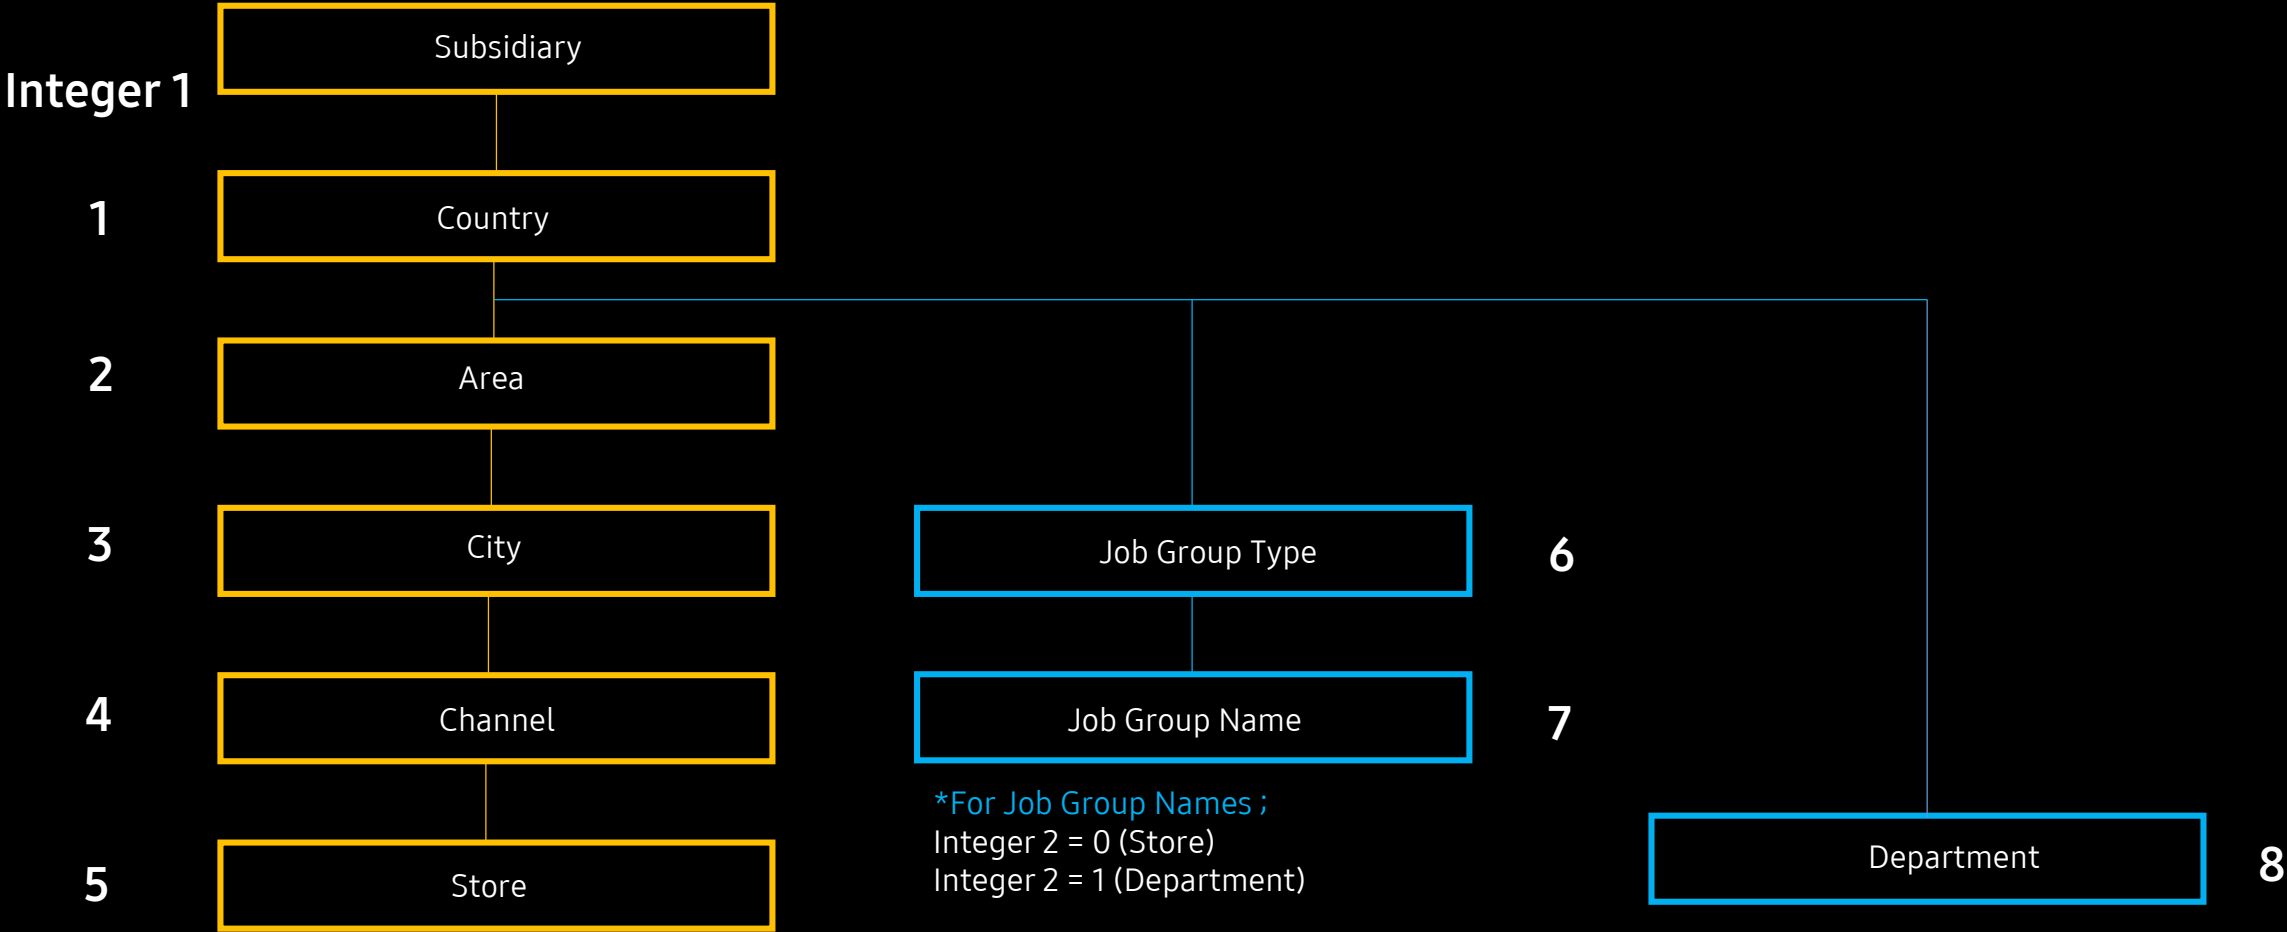 Subsidiary
Integer 1
1
Country
2
Area
3
City
Job Group Type
6
4
Channel
Job Group Name
7
*For Job Group Names ;
Integer 2 = 0 (Store)
Integer 2 = 1 (Department)
5
Store
Department
8